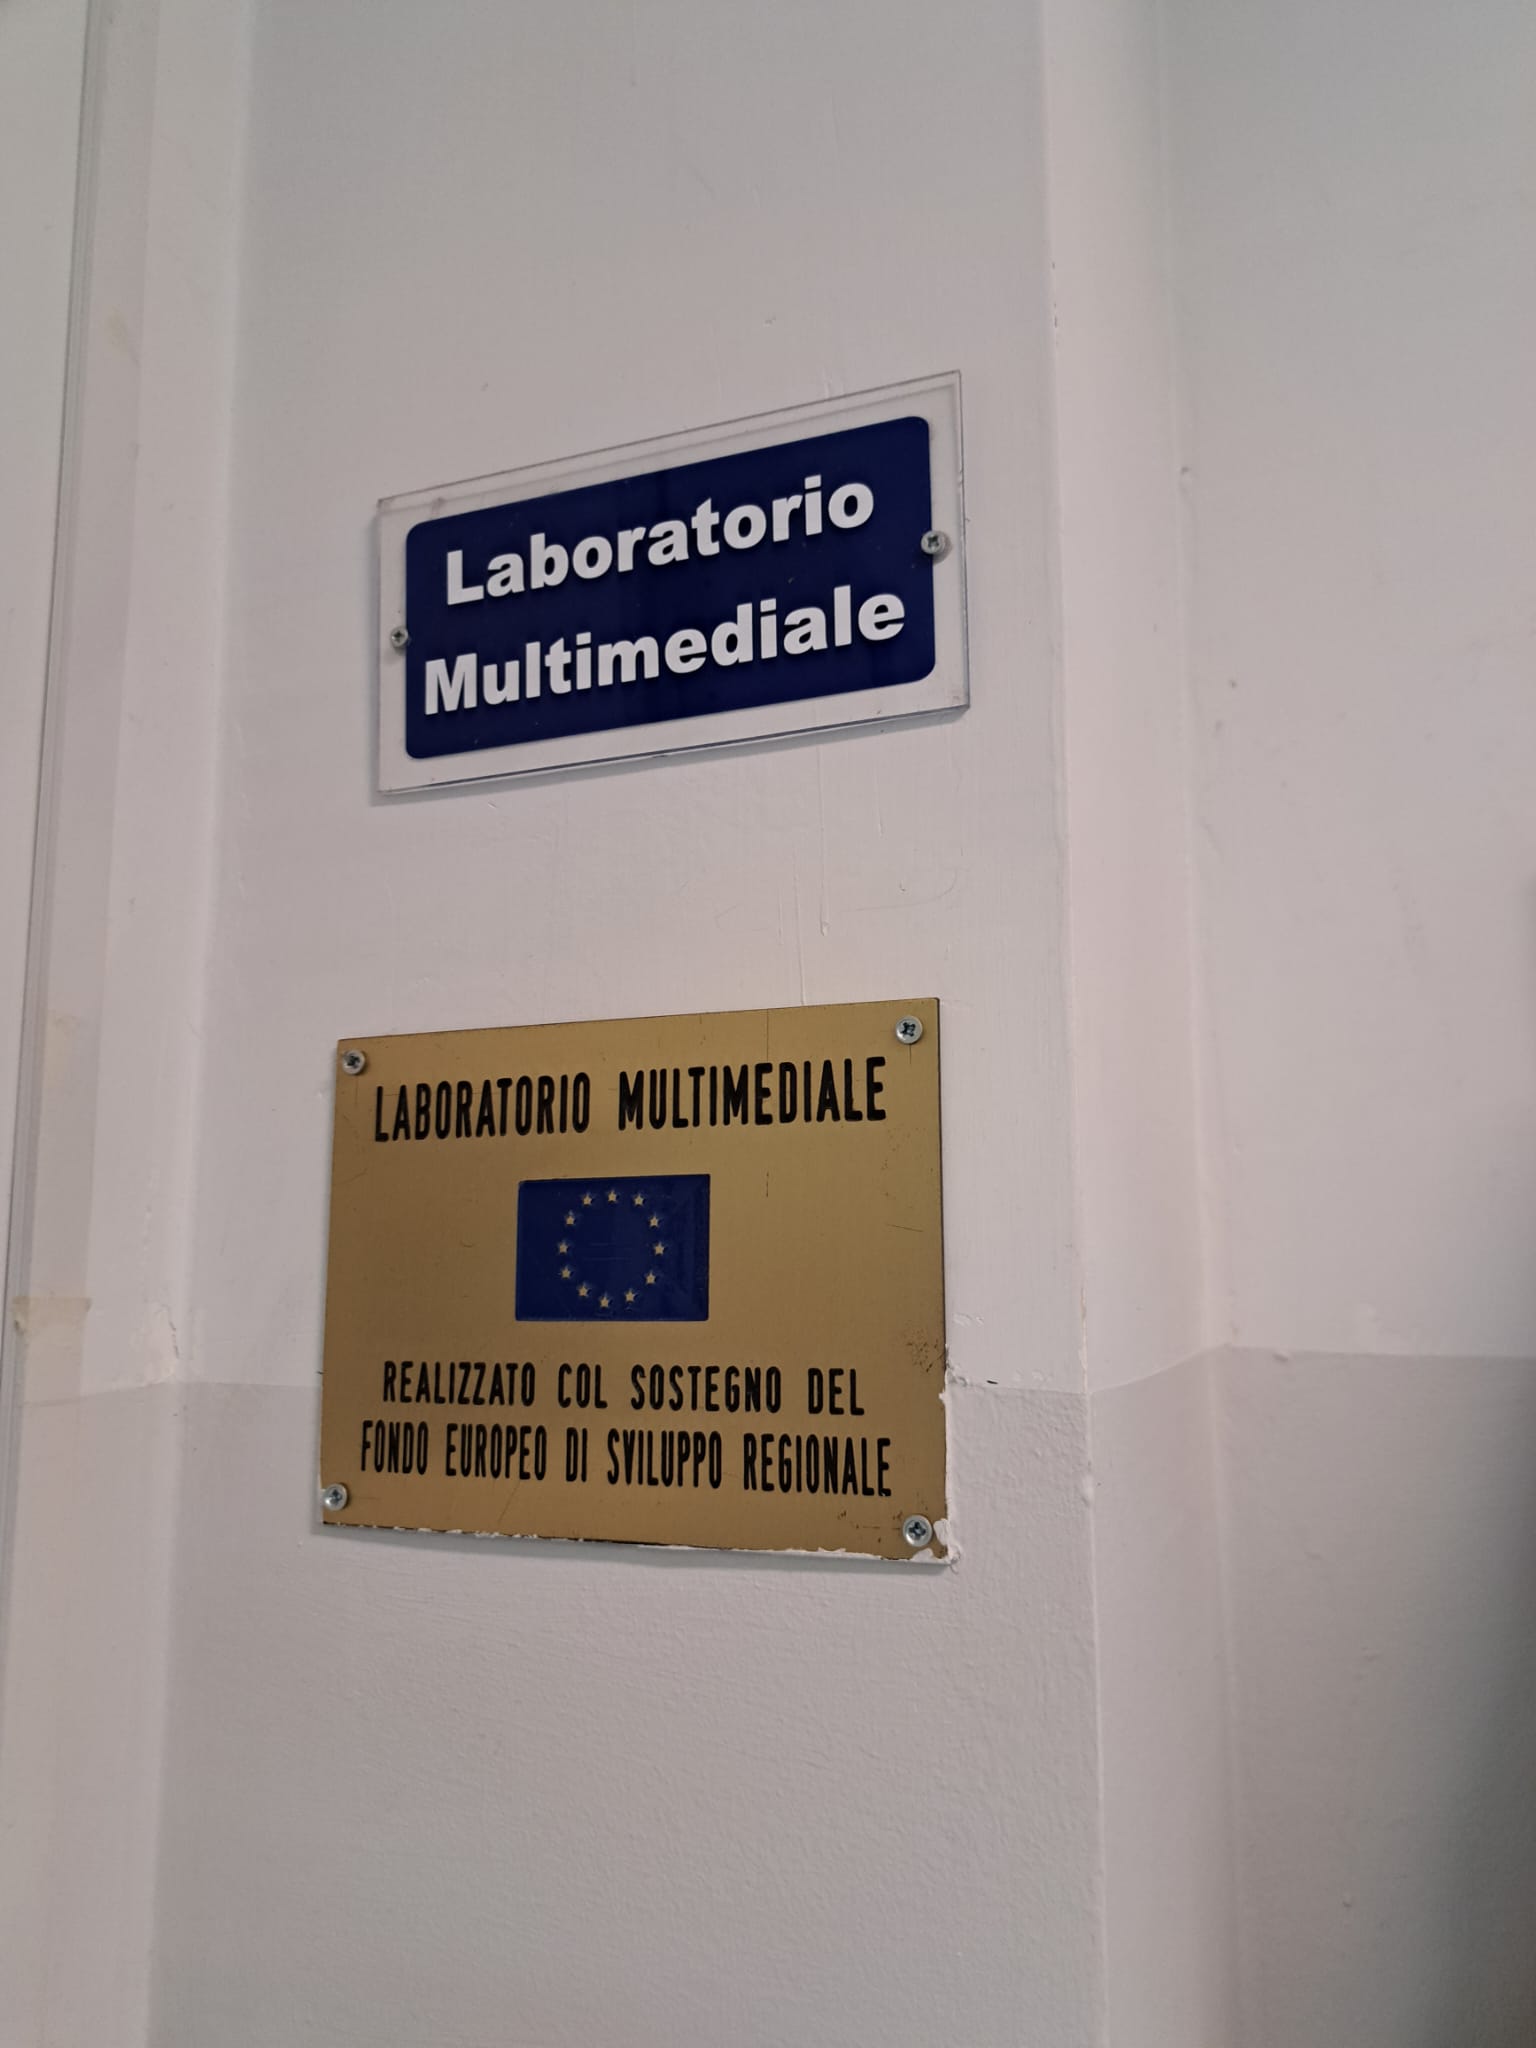 Laboratorio
Multimediale
LABORATORIO MULTIMEDIALE
REALIZZATO COL SOSTEGNO DEL
FONDO EUROPEO DI SVILUPPO REGIONALE